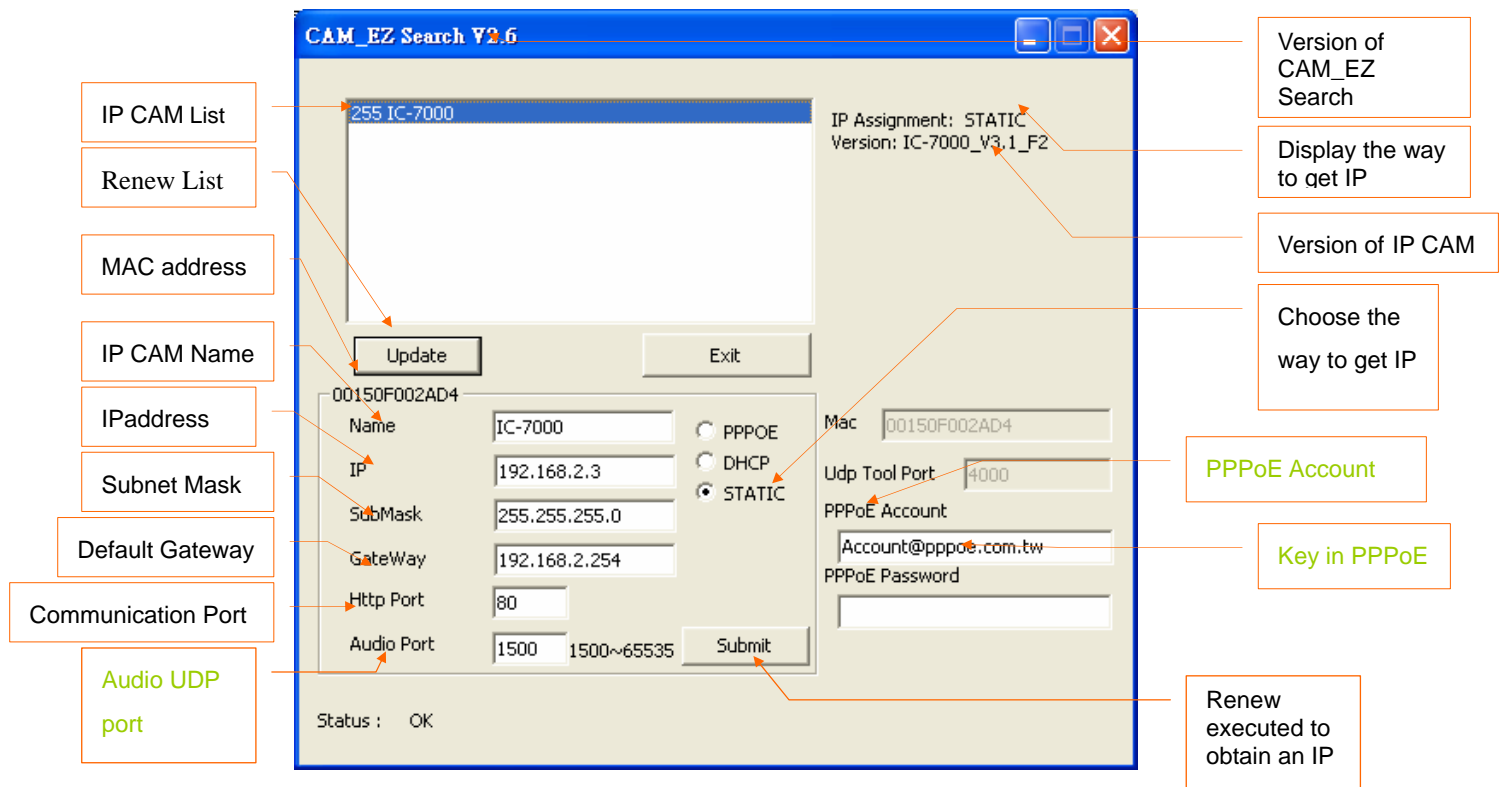 CAM_EZ Search V2.6
255 IC-7000
IP Assignment: STATIC
Version: IC-7000_V3.1_F2
Update
Exit
00150F002AD4
Name
IC-7000
IP
192.168.2.3
SubMask
255.255.255.0
GateWay
192.168.2.254
Http Port
80
Audio Port
1500
1500~65535
PPPOE
DHCP
STATIC
Submit
Mac
00150F002AD4
Udp Tool Port
4000
PPPoE Account
Account@pppoe.com.tw
PPPoE Password
Status : OK
IP CAM List
Renew List
MAC address
IP CAM Name
IPaddress
Subnet Mask
Default Gateway
Communication Port
Audio UDP
port
Version of
CAM_EZ
Search
Display the way
to get IP
Version of IP CAM
Choose the
way to get IP
PPPoE Account
Key in PPPoE
Renew
executed to
obtain an IP